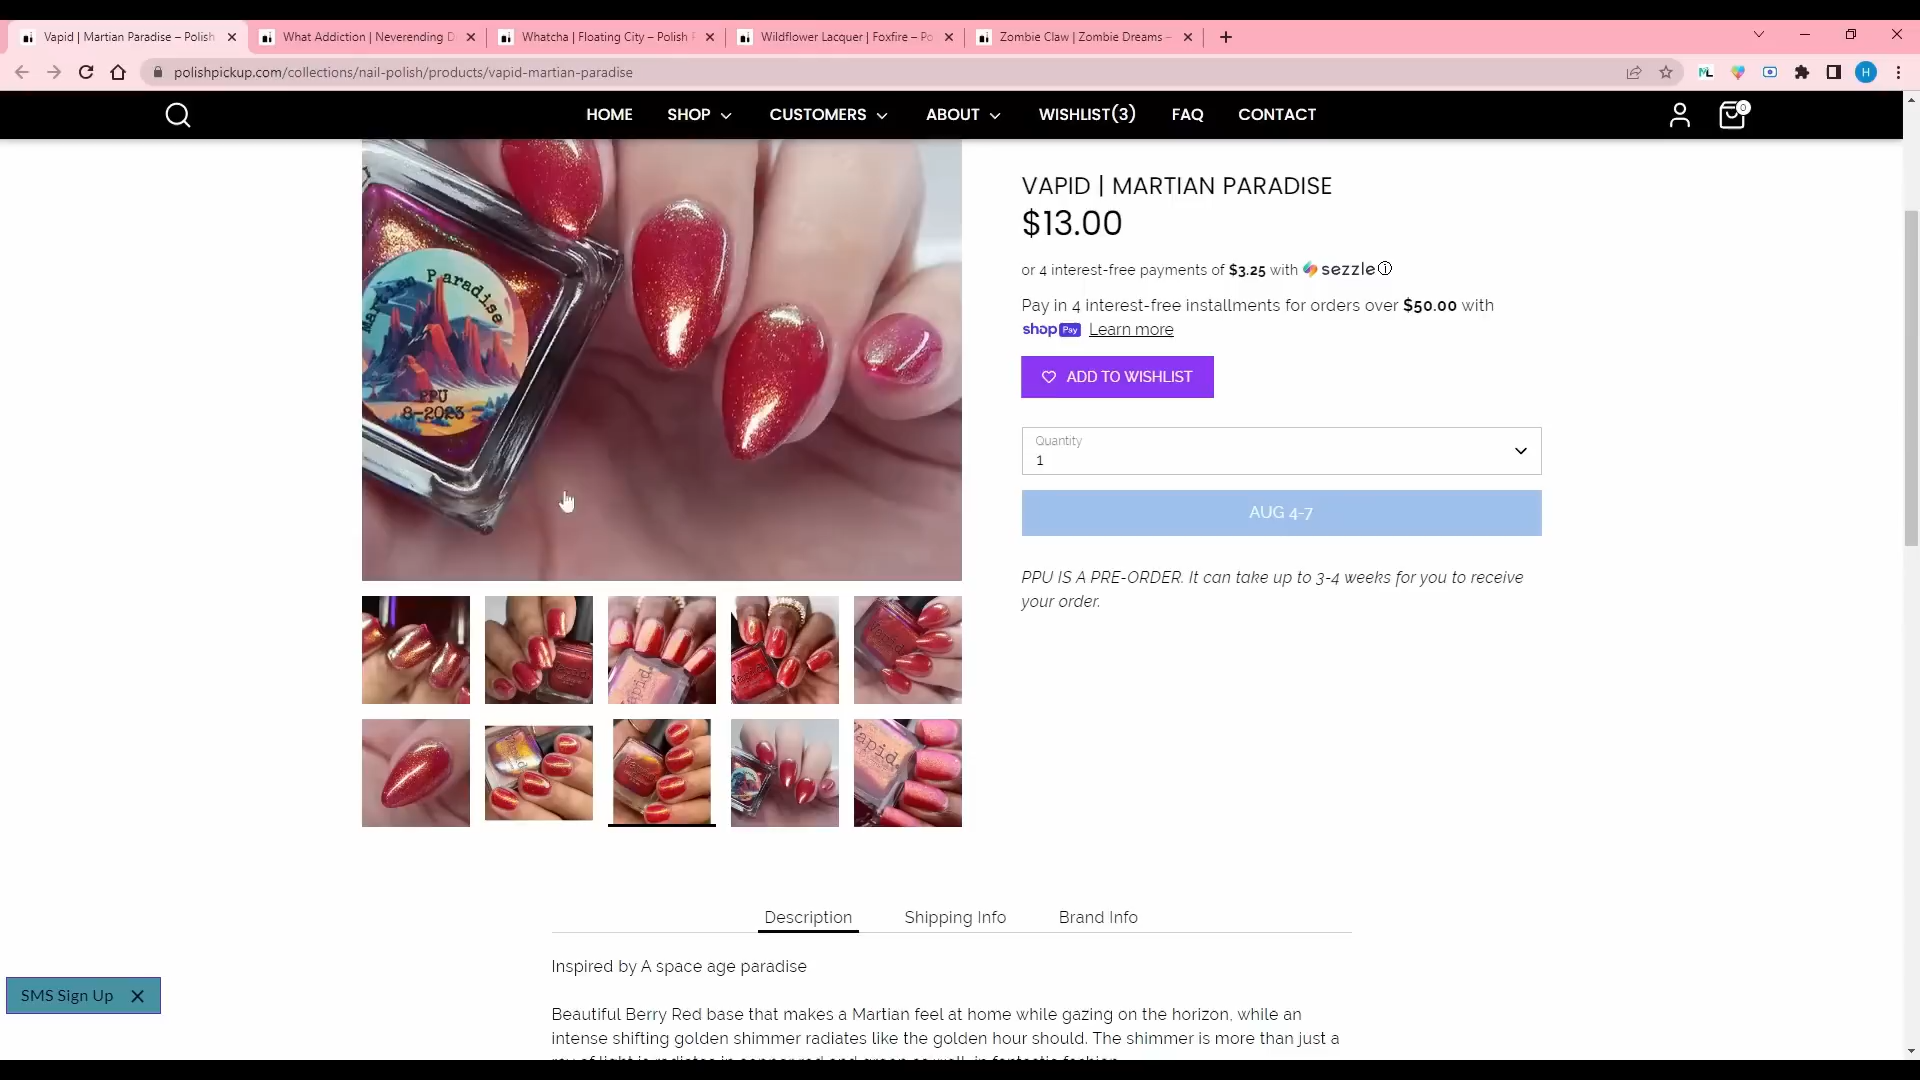 Vapid | Martian Paradise – Polish
What Addiction | Neverending D
Whatcha | Floating City – Polish
Wildflower Lacquer | Foxfire – Po
Zombie Claw | Zombie Dreams –
polishpickup.com/collections/nail-polish/products/vapid-martian-paradise
H
HOME
SHOP
CUSTOMERS
ABOUT
WISHLIST(3)
FAQ
CONTACT
0
Martian Paradise
PPU
8-2023
VAPID | MARTIAN PARADISE
$13.00
or 4 interest-free payments of $3.25 with sezzle
Pay in 4 interest-free installments for orders over $50.00 with
shop Pay Learn more
ADD TO WISHLIST
Quantity
1
AUG 4-7
PPU IS A PRE-ORDER. It can take up to 3-4 weeks for you to receive
your order.
Description
Shipping Info
Brand Info
Inspired by A space age paradise
Beautiful Berry Red base that makes a Martian feel at home while gazing on the horizon, while an
intense shifting golden shimmer radiates like the golden hour should. The shimmer is more than just a
SMS Sign Up